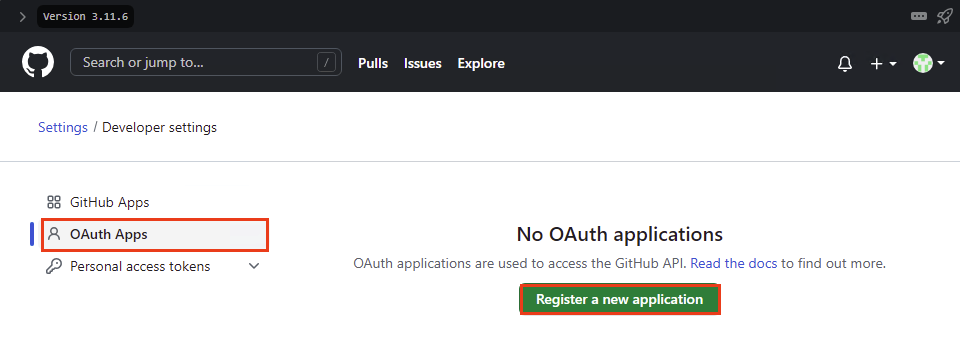 Version 3.11.6
Search or jump to... /
Pulls Issues Explore
Settings / Developer settings
GitHub Apps
OAuth Apps
Personal access tokens
No OAuth applications
OAuth applications are used to access the GitHub API. Read the docs to find out more.
Register a new application